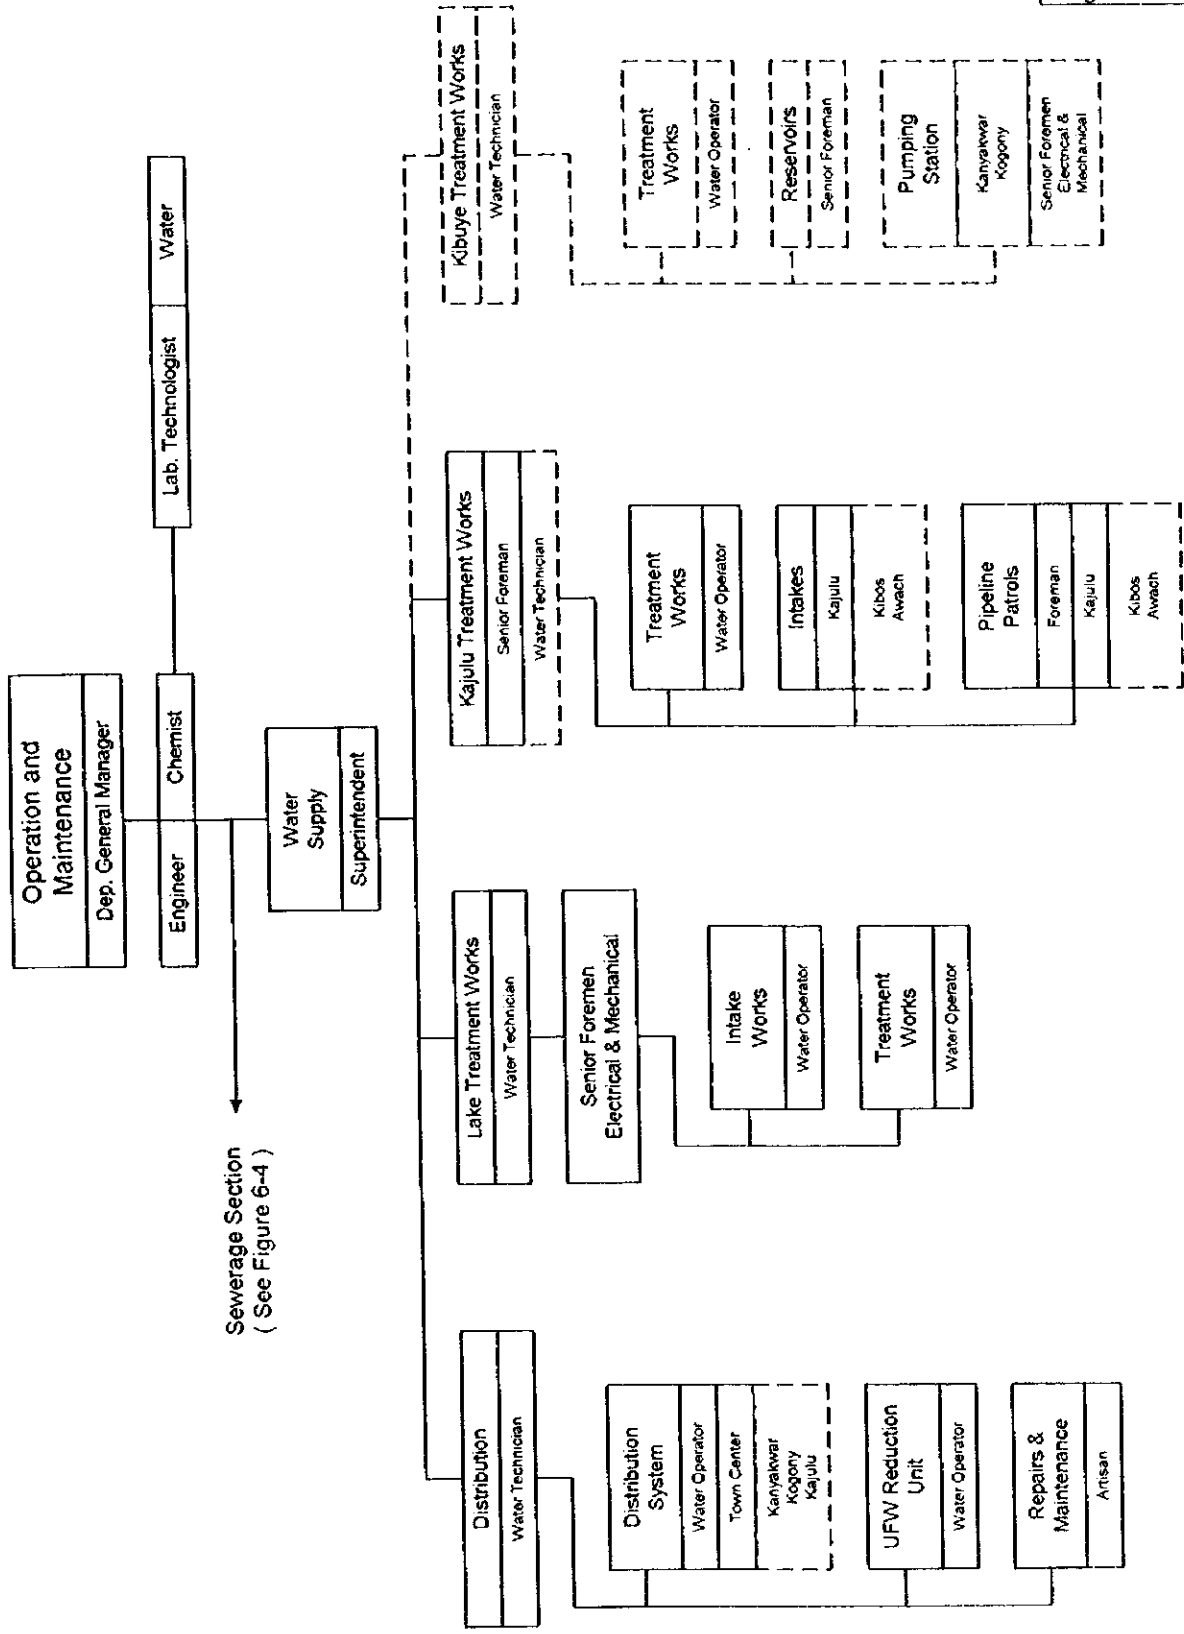 Operation and
Maintenance
Dep. General Manager
Engineer
Chemist
Lab. Technologist
Water
Sewerage Section
( See Figure 6-4 )
Water
Supply
Superintendent
Distribution
Water Technician
Distribution
System
Water Operator
Town Center
Kanyakwar
Kogony
Kajulu
UFW Reduction
Unit
Water Operator
Repairs &
Maintenance
Artisan
Lake Treatment Works
Water Technician
Senior Foremen
Electrical & Mechanical
Intake
Works
Water Operator
Treatment
Works
Water Operator
Kajulu Treatment Works
Senior Foreman
Water Technician
Treatment
Works
Water Operator
Intakes
Kajulu
Kibos
Awach
Pipeline
Patrols
Foreman
Kajulu
Kibos
Awach
Kibuye Treatment Works
Water Technician
Treatment
Works
Water Operator
Reservoirs
Senior Foreman
Pumping
Station
Kanyakwar
Kogony
Senior Foremen
Electrical &
Mechanical